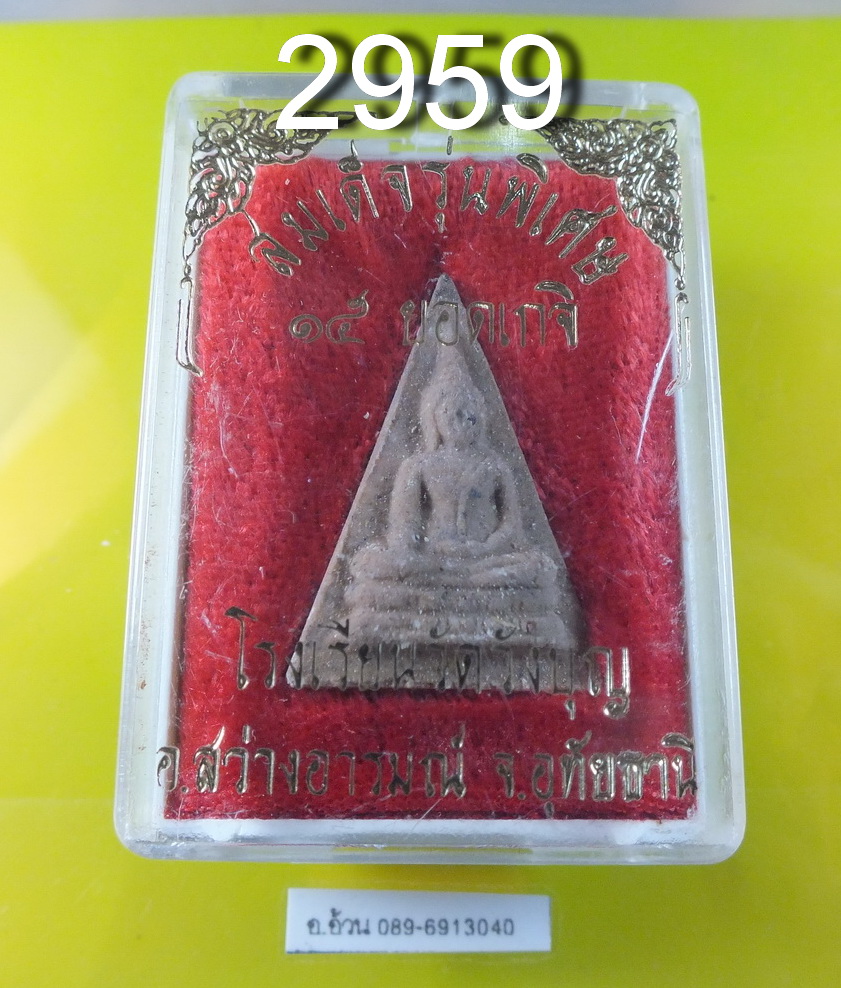 2959
สมเด็จรุ่นพิเศษ
๑๕ ยอดเกจิ
โรงเรียนวัดวังบุญ
อ.สว่างอารมณ์ จ.อุทัยธานี
อ.อ้วน 089-6913040